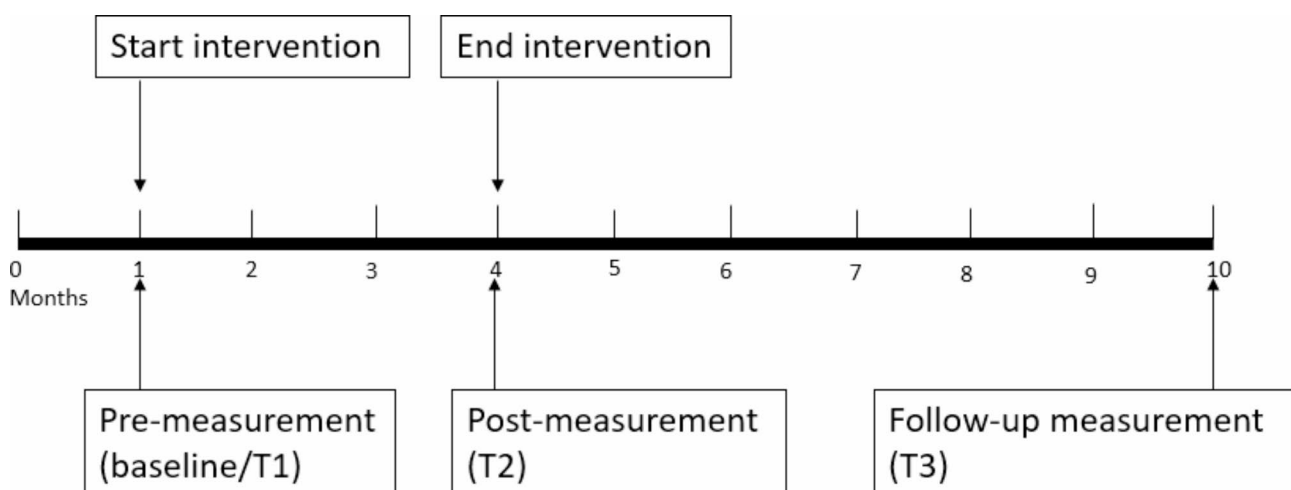 Start intervention
End intervention
0 1 2 3 4 5 6 7 8 9 10
Months
Pre-measurement
(baseline/T1)
Post-measurement
(T2)
Follow-up measurement
(T3)